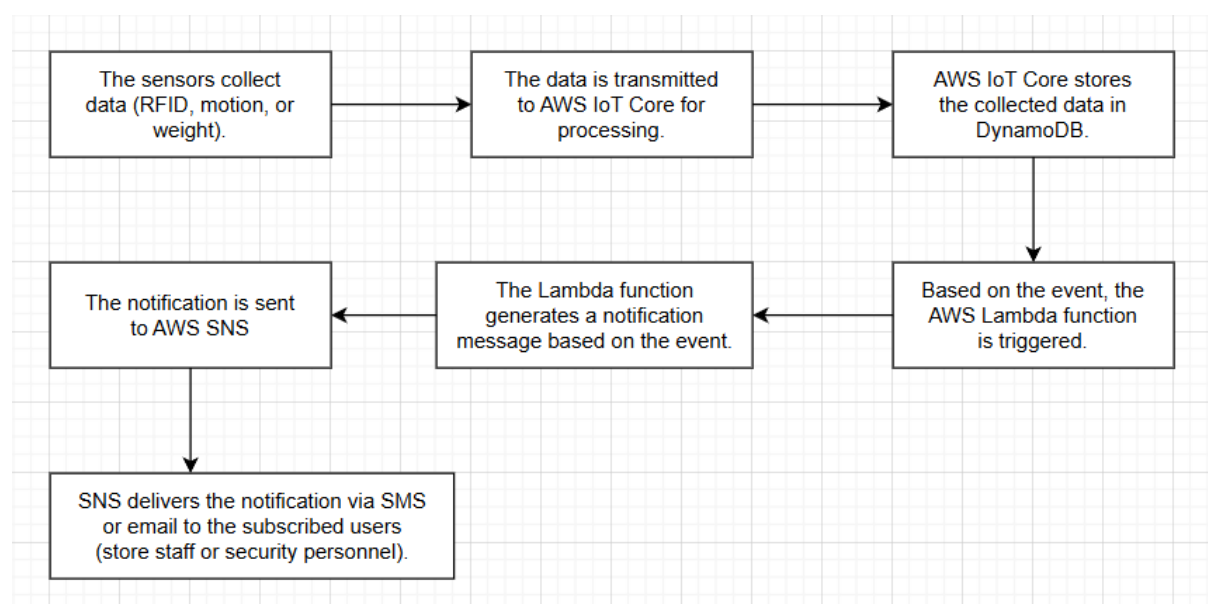 The sensors collect
data (RFID, motion, or
weight).
The data is transmitted
to AWS IoT Core for
processing.
AWS IoT Core stores
the collected data in
DynamoDB.
Based on the event, the
AWS Lambda function
is triggered.
The Lambda function
generates a notification
message based on the event.
The notification is sent
to AWS SNS
SNS delivers the notification via SMS
or email to the subscribed users
(store staff or security personnel).